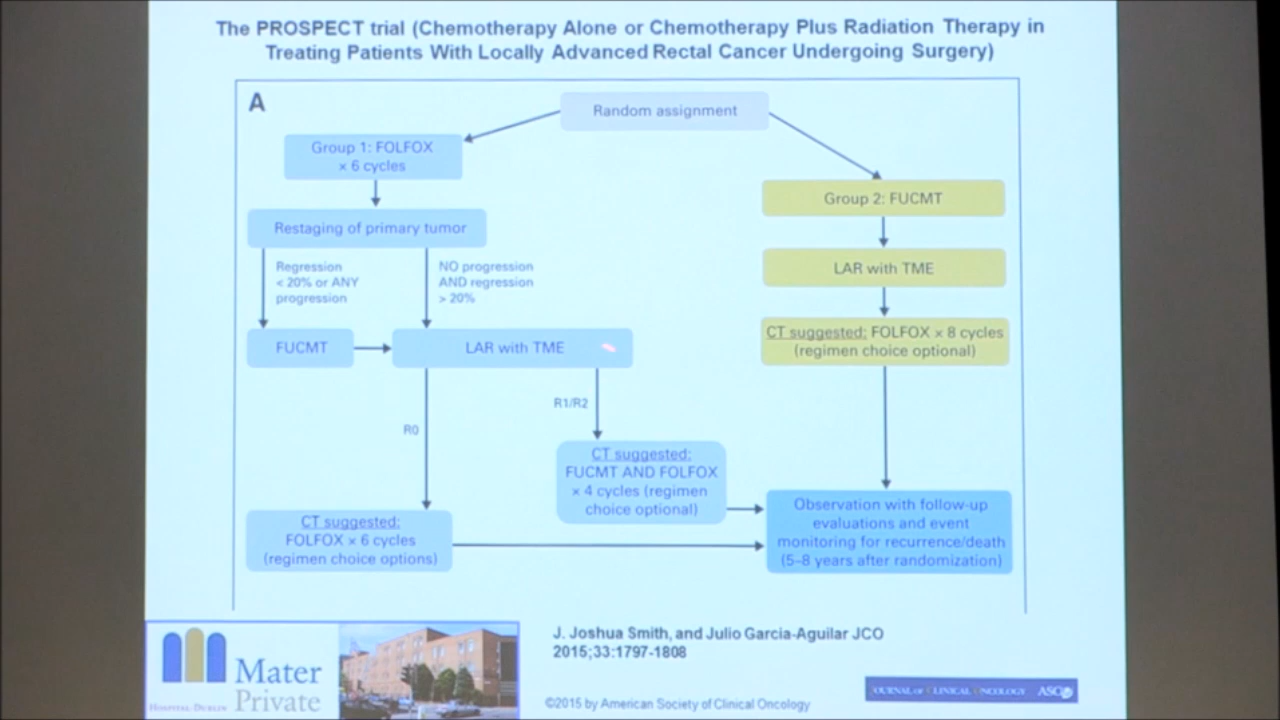 The PROSPECT trial (Chemotherapy Alone or Chemotherapy Plus Radiation Therapy in
Treating Patients With Locally Advanced Rectal Cancer Undergoing Surgery)
A
Random assignment
Group 1: FOLFOX
× 6 cycles
Group 2: FUCMT
Restaging of primary tumor
Regression
< 20% or ANY
progression
NO progression
AND regression
> 20%
LAR with TME
FUCMT
LAR with TME
CT suggested: FOLFOX × 8 cycles
(regimen choice optional)
R0
R1/R2
CT suggested:
FUCMT AND FOLFOX
× 4 cycles (regimen
choice optional)
CT suggested:
FOLFOX × 6 cycles
(regimen choice options)
Observation with follow-up
evaluations and event
monitoring for recurrence/death
(5–8 years after randomization)
Mater
Private
HOSPITAL·DUBLIN
J. Joshua Smith, and Julio Garcia-Aguilar JCO
2015;33:1797-1808
©2015 by American Society of Clinical Oncology
JOURNAL OF CLINICAL ONCOLOGY ASCO